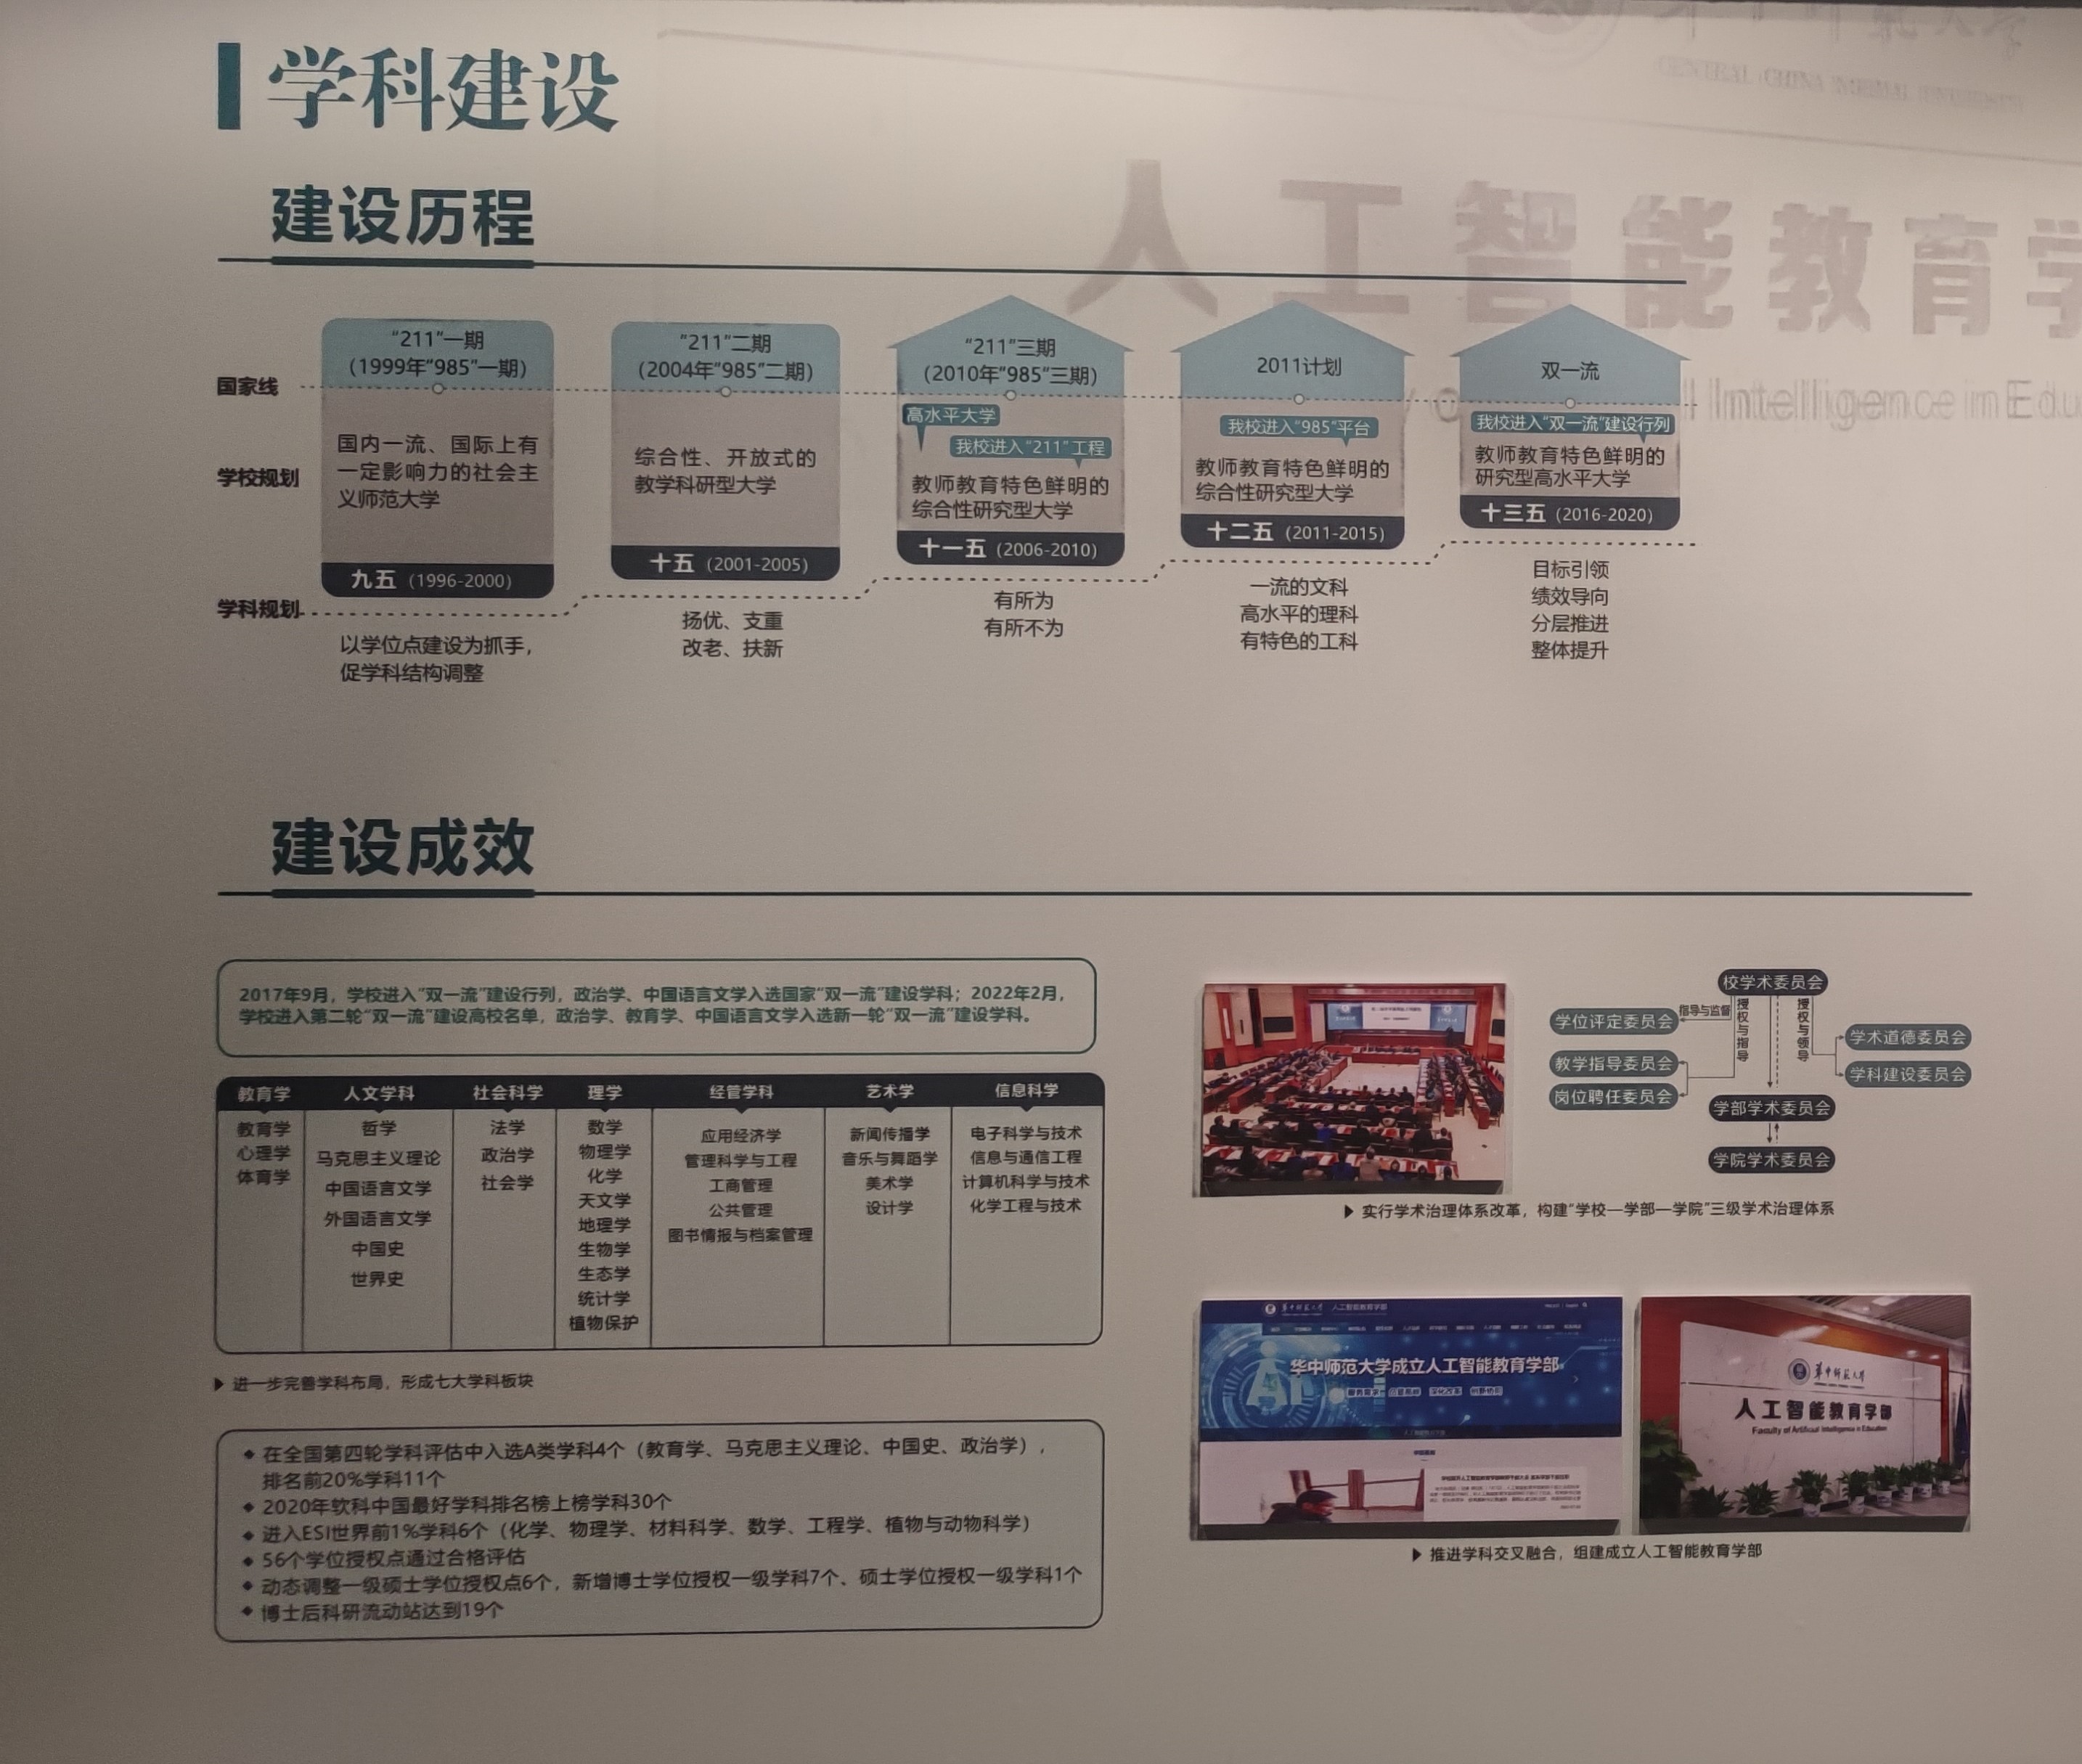 学科建设
建设历程
人工智能教育学
国家线
学校规划
学科规划
"211"一期
(1999年"985"一期)
国内一流、国际上有
一定影响力的社会主
义师范大学
九五 (1996-2000)
以学位点建设为抓手，
促学科结构调整
"211"二期
(2004年"985"二期)
综合性、开放式的
教学科研型大学
十五 (2001-2005)
扬优、支重
改老、扶新
"211"三期
(2010年"985"三期)
高水平大学
我校进入"211"工程
教师教育特色鲜明的
综合性研究型大学
十一五 (2006-2010)
有所为
有所不为
2011计划
我校进入"985"平台
教师教育特色鲜明的
综合性研究型大学
十二五 (2011-2015)
一流的文科
高水平的理科
有特色的工科
双一流
我校进入"双一流"建设行列
教师教育特色鲜明的
研究型高水平大学
十三五 (2016-2020)
目标引领
绩效导向
分层推进
整体提升
建设成效
2017年9月，学校进入"双一流"建设行列，政治学、中国语言文学入选国家"双一流"建设学科；2022年2月，
学校进入第二轮"双一流"建设高校名单，政治学、教育学、中国语言文学入选新一轮"双一流"建设学科。
教育学
教育学
心理学
体育学
人文学科
哲学
马克思主义理论
中国语言文学
外国语言文学
中国史
世界史
社会科学
法学
政治学
社会学
理学
数学
物理学
化学
天文学
地理学
生物学
生态学
统计学
植物保护
经管学科
应用经济学
管理科学与工程
工商管理
公共管理
图书情报与档案管理
艺术学
新闻传播学
音乐与舞蹈学
美术学
设计学
信息科学
电子科学与技术
信息与通信工程
计算机科学与技术
化学工程与技术
▶ 进一步完善学科布局，形成七大学科板块
◆ 在全国第四轮学科评估中入选A类学科4个（教育学、马克思主义理论、中国史、政治学），
排名前20%学科11个
◆ 2020年软科中国最好学科排名榜上榜学科30个
◆ 进入ESI世界前1%学科6个（化学、物理学、材料科学、数学、工程学、植物与动物科学）
◆ 56个学位授权点通过合格评估
◆ 动态调整一级硕士学位授权点6个，新增博士学位授权一级学科7个、硕士学位授权一级学科1个
◆ 博士后科研流动站达到19个
校学术委员会
指导与监督
授权与指导
授权与领导
学位评定委员会
教学指导委员会
岗位聘任委员会
学术道德委员会
学科建设委员会
学部学术委员会
学院学术委员会
▶ 实行学术治理体系改革，构建"学校—学部—学院"三级学术治理体系
华中师范大学 人工智能教育学部
华中师范大学成立人工智能教育学部
华中师范大学
人工智能教育学部
Faculty of Artificial Intelligence in Education
▶ 推进学科交叉融合，组建成立人工智能教育学部